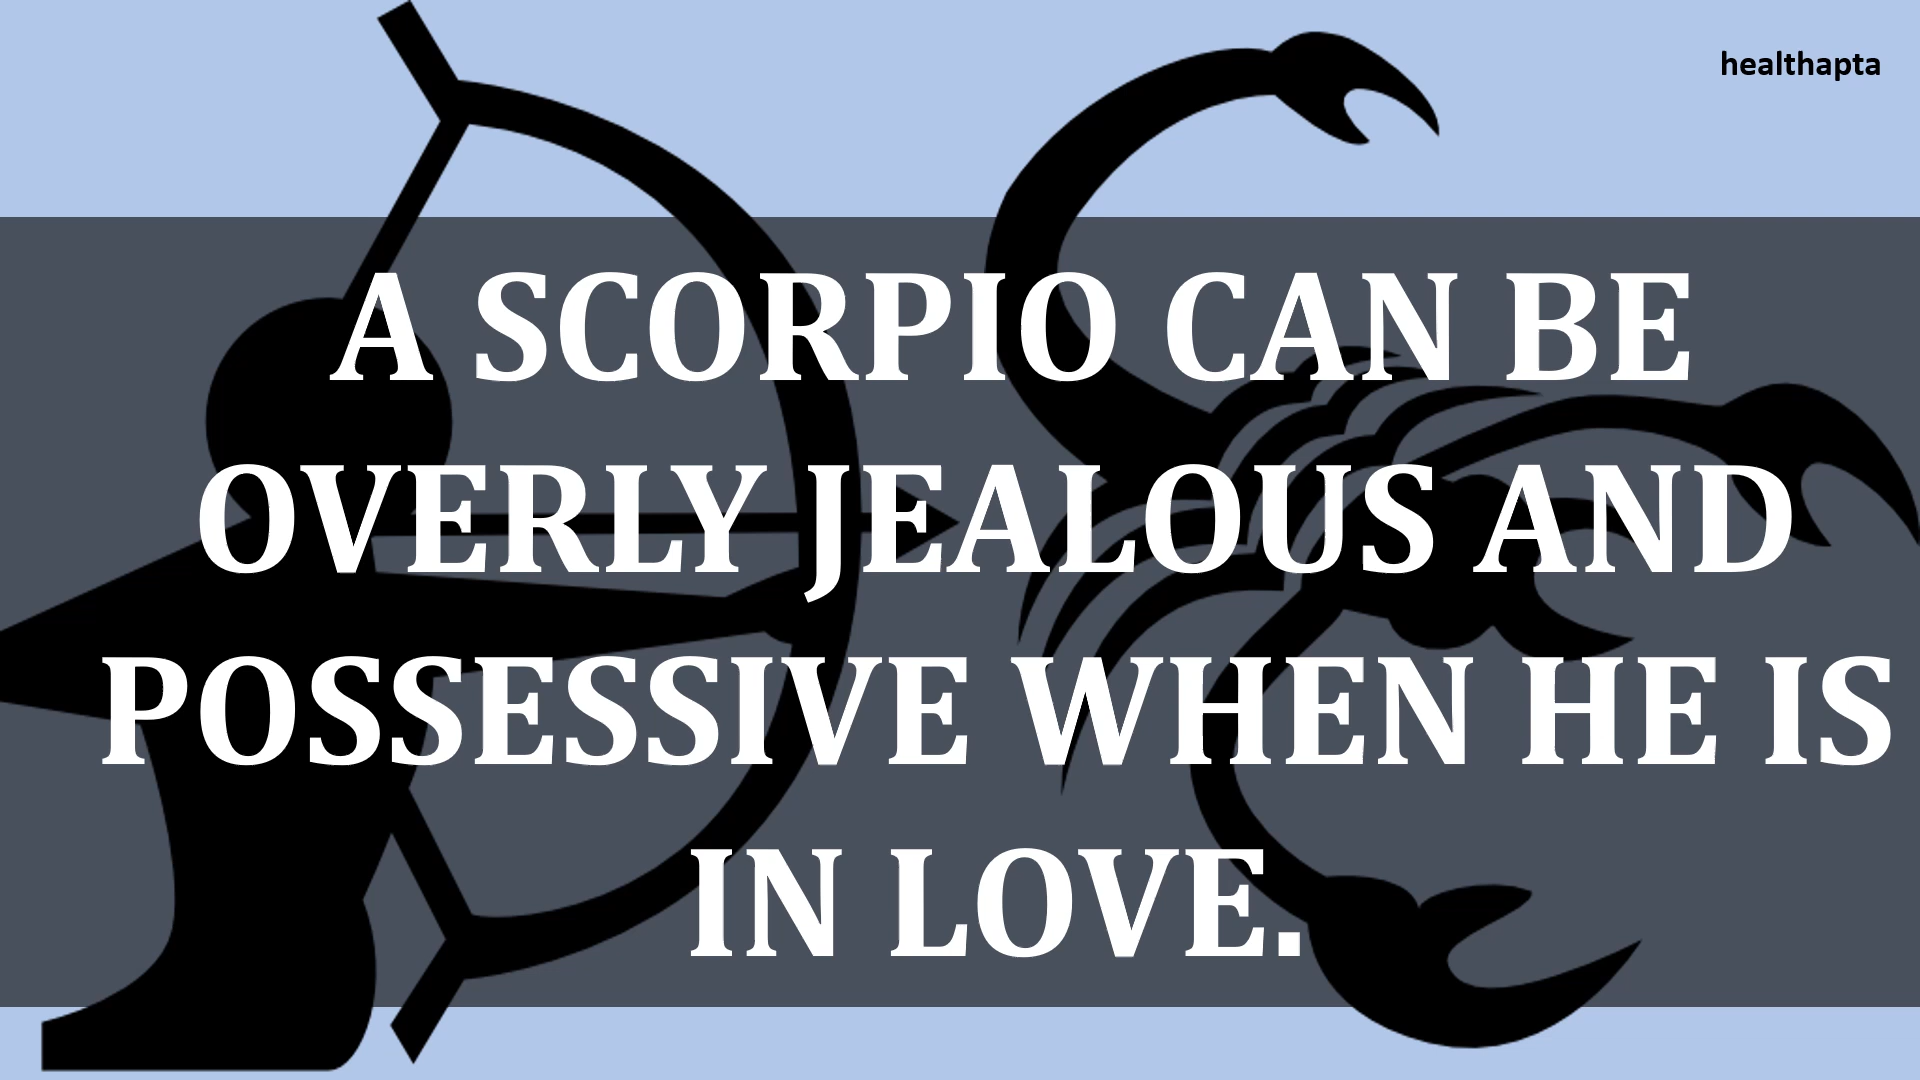 healthapta
A SCORPIO CAN BE
OVERLY JEALOUS AND
POSSESSIVE WHEN HE IS
IN LOVE.